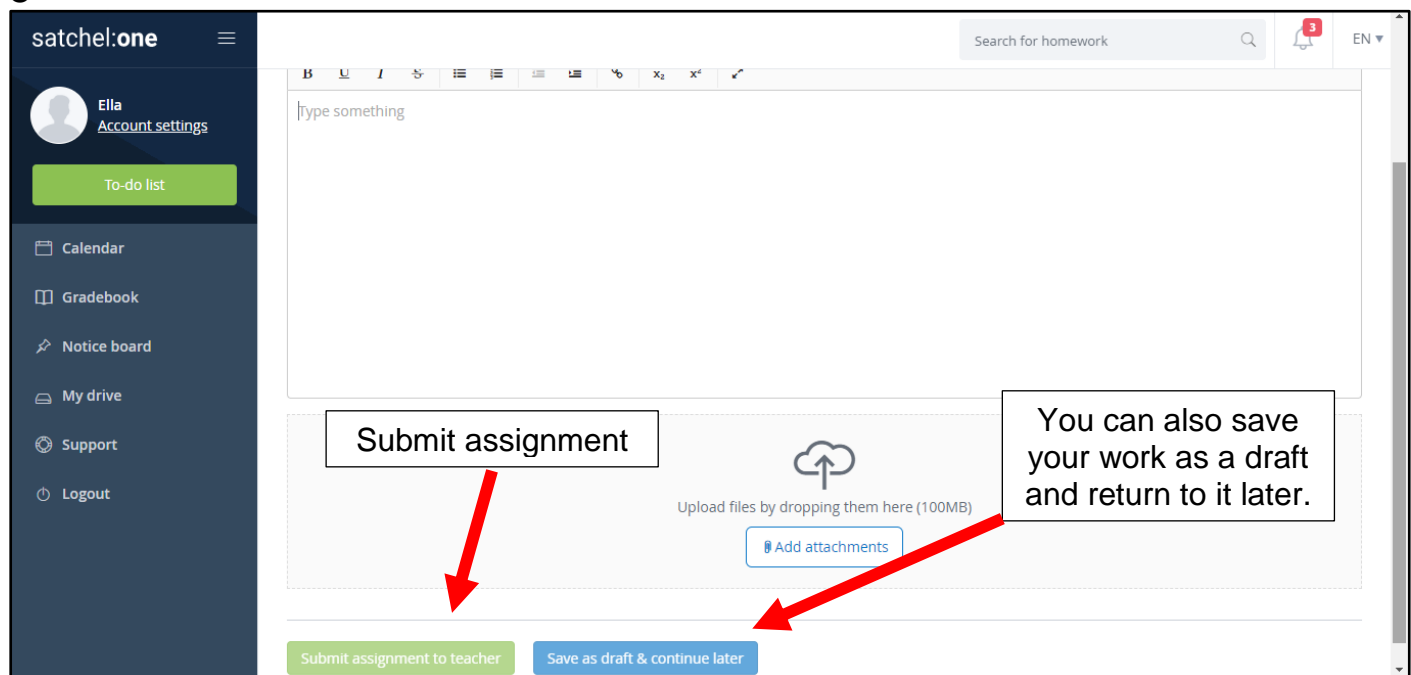 satchel:one
Search for homework
3
EN
Ella
Account settings
To-do list
Calendar
Gradebook
Notice board
My drive
Support
Logout
B U I S x₂ x²
Type something
Submit assignment
You can also save
your work as a draft
and return to it later.
Upload files by dropping them here (100MB)
Add attachments
Submit assignment to teacher
Save as draft & continue later